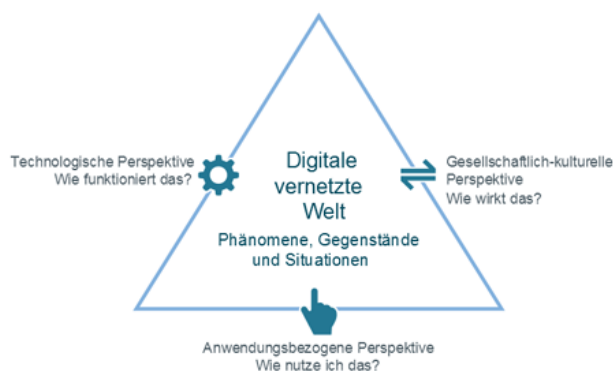 Technologische Perspektive
Wie funktioniert das?
Digitale
vernetzte
Welt
Phänomene, Gegenstände
und Situationen
Gesellschaftlich-kulturelle
Perspektive
Wie wirkt das?
Anwendungsbezogene Perspektive
Wie nutze ich das?